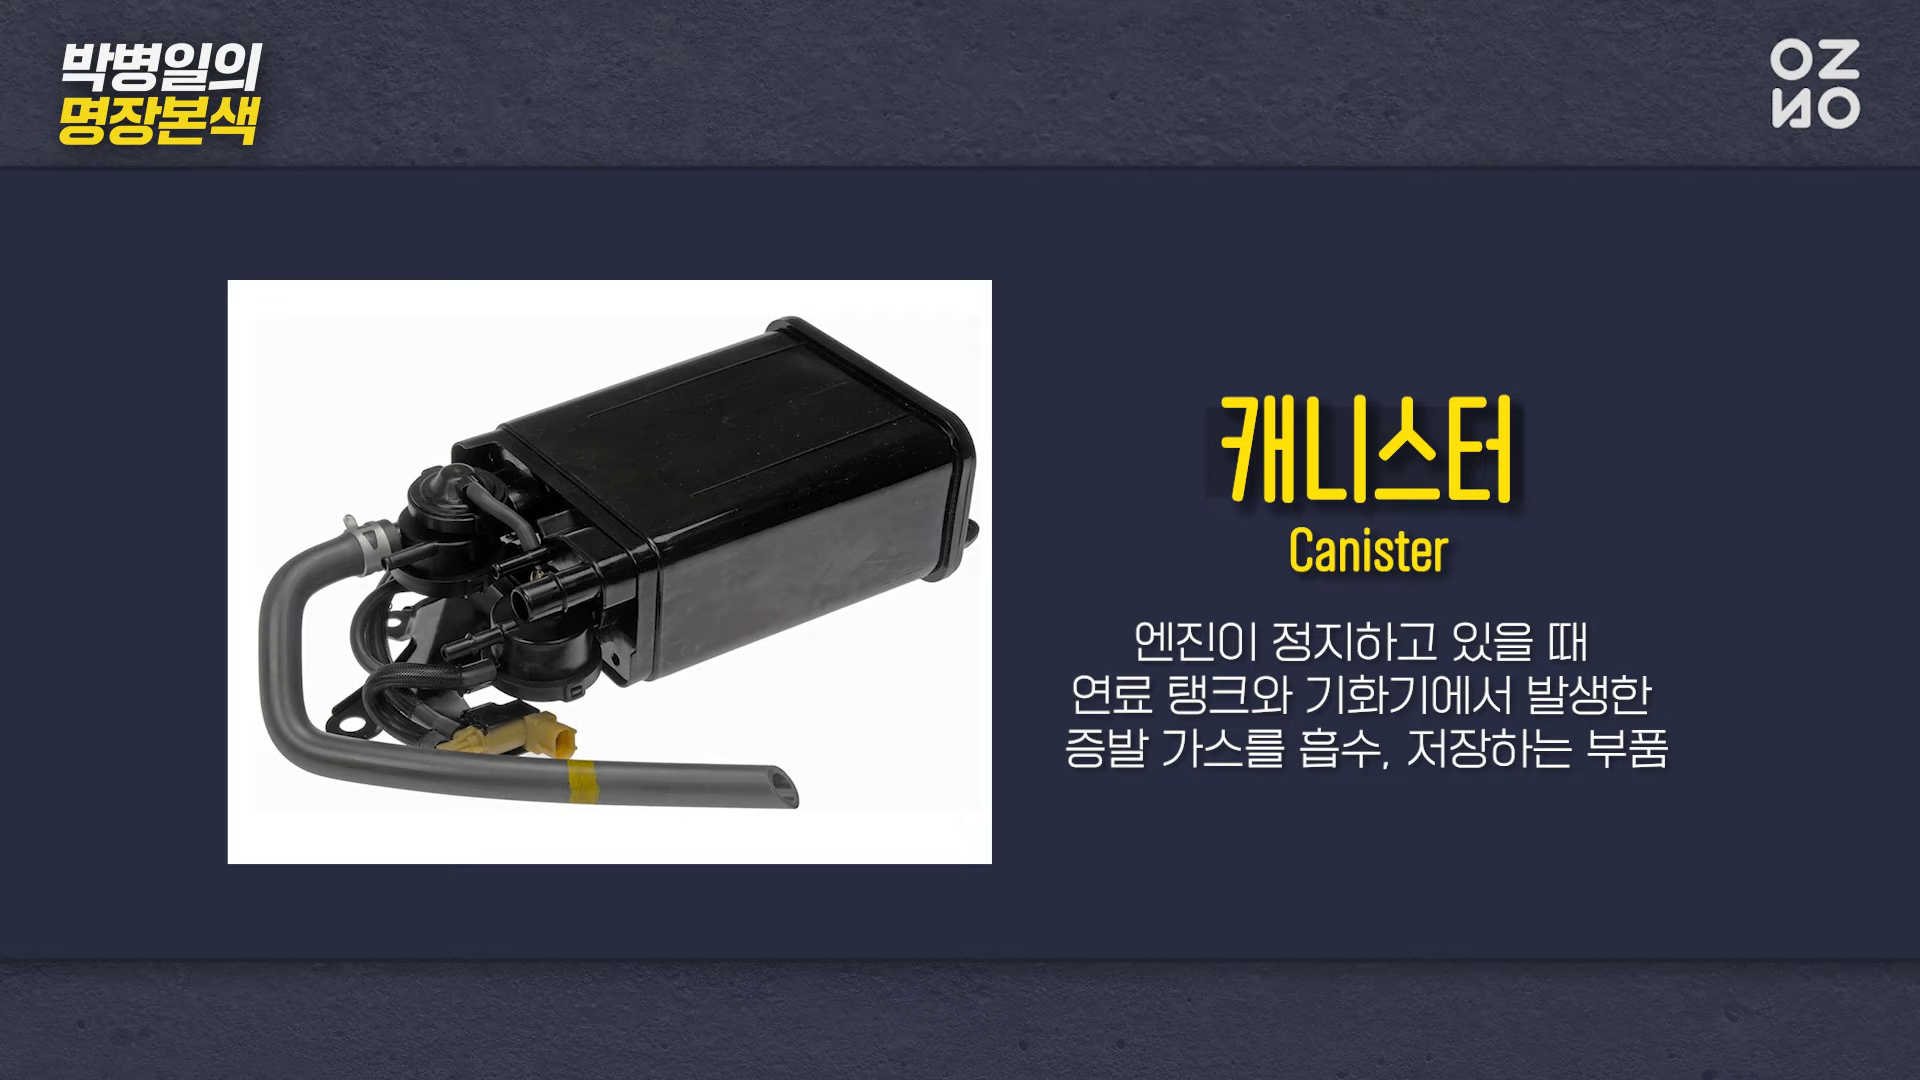 박병일의
명장본색
OZ
NO
캐니스터
Canister
엔진이 정지하고 있을 때
연료 탱크와 기화기에서 발생한
증발 가스를 흡수, 저장하는 부품